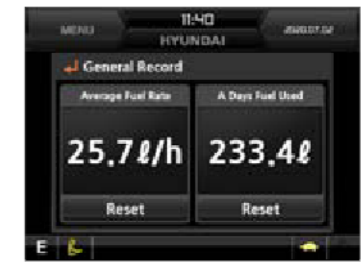 MENU 11:40 2020.07.02
HYUNDAI
General Record
Average Fuel Rate A Days Fuel Used
25.7ℓ/h 233.4ℓ
Reset Reset
E